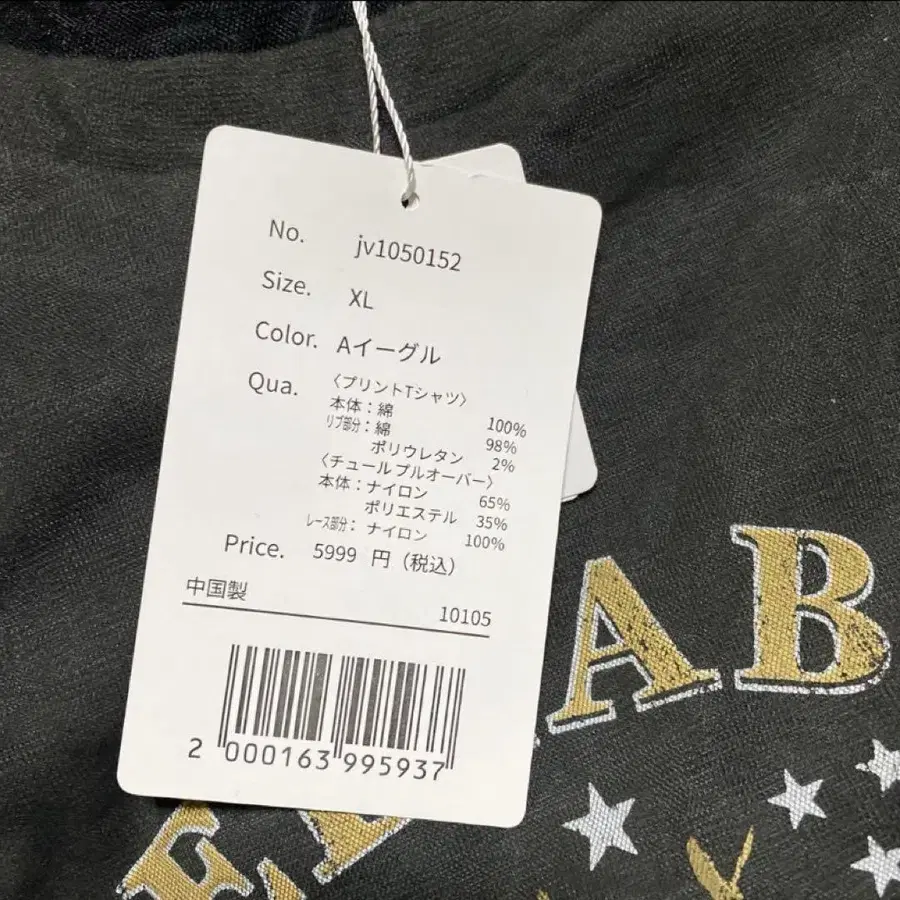 No. jv1050152
Size. XL
Color. Aイーグル
Qua. 〈プリントTシャツ〉
本体：綿 100%
リブ部分：綿 98%
ポリウレタン 2%
〈チュールプルオーバー〉
本体：ナイロン 65%
ポリエステル 35%
レース部分：ナイロン 100%
Price. 5999 円（税込）
中国製
10105
2 000163 995937
AB